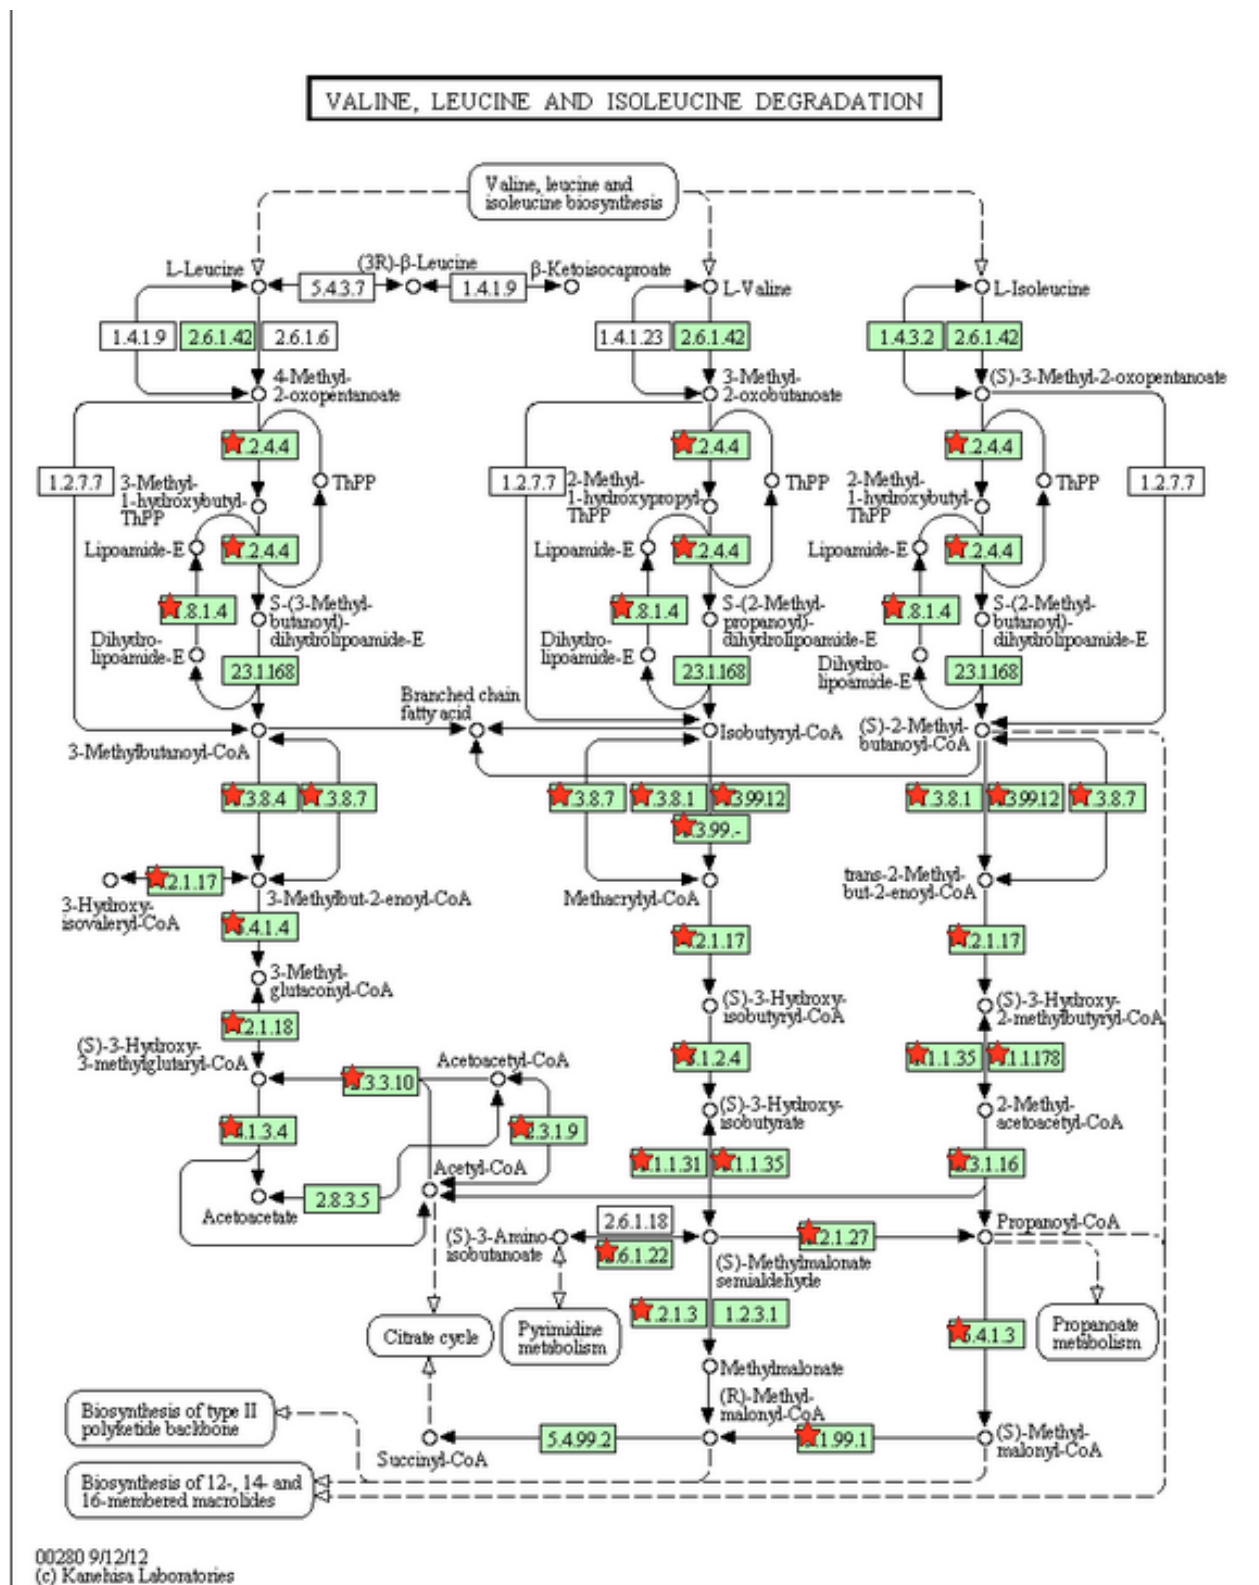 VALINE, LEUCINE AND ISOLEUCINE DEGRADATION
Valine, leucine and
isoleucine biosynthesis
L-Leucine
5.4.3.7
(3R)-β-Leucine
1.4.1.9
β-Ketoisocaproate
L-Valine
L-Isoleucine
1.4.1.9
2.6.1.42
2.6.1.6
1.4.1.23
2.6.1.42
1.4.3.2
2.6.1.42
4-Methyl-
2-oxopentanoate
3-Methyl-
2-oxobutanoate
(S)-3-Methyl-2-oxopentanoate
.2.4.4
.2.4.4
.2.4.4
1.2.7.7
3-Methyl-
1-hydroxybutyl-
ThPP
ThPP
1.2.7.7
2-Methyl-
1-hydroxypropyl-
ThPP
ThPP
2-Methyl-
1-hydroxybutyl-
ThPP
ThPP
1.2.7.7
Lipoamide-E
.2.4.4
Lipoamide-E
.2.4.4
Lipoamide-E
.2.4.4
.8.1.4
S-(3-Methyl-
butanoyl)-
dihydrolipoamide-E
.8.1.4
S-(2-Methyl-
propanoyl)-
dihydrolipoamide-E
.8.1.4
S-(2-Methyl-
butanoyl)-
dihydrolipoamide-E
Dihydro-
lipoamide-E
2.3.1.168
Dihydro-
lipoamide-E
2.3.1.168
Dihydro-
lipoamide-E
2.3.1.168
3-Methylbutanoyl-CoA
Branched chain
fatty acid
Isobutyryl-CoA
(S)-2-Methyl-
butanoyl-CoA
.3.8.4
.3.8.7
.3.8.7
.3.8.1
.3.99.12
.3.99.-
.3.8.1
.3.99.12
.3.8.7
3-Hydroxy-
isovaleryl-CoA
.2.1.17
3-Methylbut-2-enoyl-CoA
Methacrylyl-CoA
trans-2-Methyl-
but-2-enoyl-CoA
.4.1.4
.2.1.17
.2.1.17
3-Methyl-
glutaconyl-CoA
(S)-3-Hydroxy-
isobutyryl-CoA
(S)-3-Hydroxy-
2-methylbutyryl-CoA
.2.1.18
(S)-3-Hydroxy-
3-methylglutaryl-CoA
.3.3.10
Acetoacetyl-CoA
.1.2.4
.1.1.35
.1.1.178
.1.3.4
.3.1.9
(S)-3-Hydroxy-
isobutyrate
2-Methyl-
acetoacetyl-CoA
.1.1.31
.1.1.35
.3.1.16
Acetoacetate
2.8.3.5
Acetyl-CoA
(S)-3-Amino-
isobutanoate
2.6.1.18
.6.1.22
(S)-Methylmalonate
semialdehyde
.2.1.27
Propanoyl-CoA
.2.1.3
1.2.3.1
.4.1.3
Citrate cycle
Pyrimidine
metabolism
Propanoate
metabolism
Methylmalonate
Biosynthesis of type II
polyketide backbone
Succinyl-CoA
5.4.99.2
(R)-Methyl-
malonyl-CoA
.1.99.1
(S)-Methyl-
malonyl-CoA
Biosynthesis of 12-, 14- and
16-membered macrolides
00280 9/12/12
(c) Kanehisa Laboratories